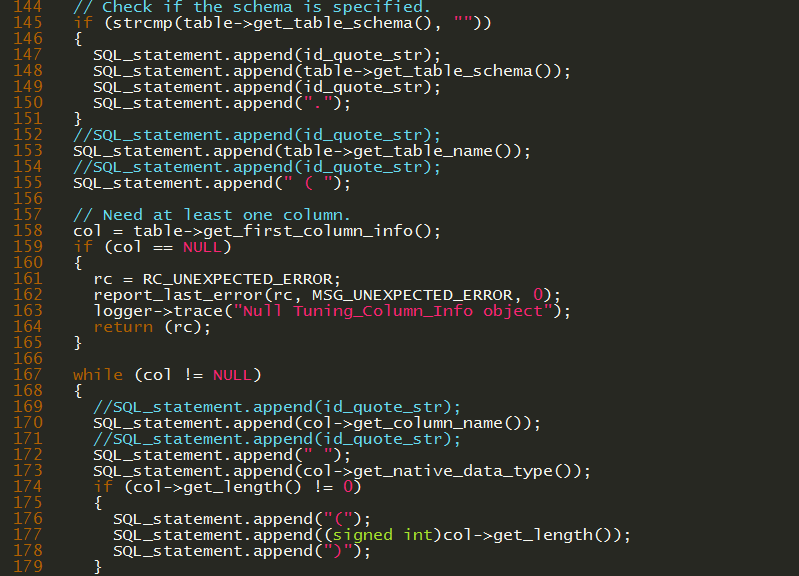 144 // Check if the schema is specified.
145 if (strcmp(table->get_table_schema(), ""))
146 {
147 SQL_statement.append(id_quote_str);
148 SQL_statement.append(table->get_table_schema());
149 SQL_statement.append(id_quote_str);
150 SQL_statement.append(".");
151 }
152 //SQL_statement.append(id_quote_str);
153 SQL_statement.append(table->get_table_name());
154 //SQL_statement.append(id_quote_str);
155 SQL_statement.append(" ( ");
156
157 // Need at least one column.
158 col = table->get_first_column_info();
159 if (col == NULL)
160 {
161 rc = RC_UNEXPECTED_ERROR;
162 report_last_error(rc, MSG_UNEXPECTED_ERROR, 0);
163 logger->trace("Null Tuning_Column_Info object");
164 return (rc);
165 }
166
167 while (col != NULL)
168 {
169 //SQL_statement.append(id_quote_str);
170 SQL_statement.append(col->get_column_name());
171 //SQL_statement.append(id_quote_str);
172 SQL_statement.append(" ");
173 SQL_statement.append(col->get_native_data_type());
174 if (col->get_length() != 0)
175 {
176 SQL_statement.append("(");
177 SQL_statement.append((signed int)col->get_length());
178 SQL_statement.append(")");
179 }